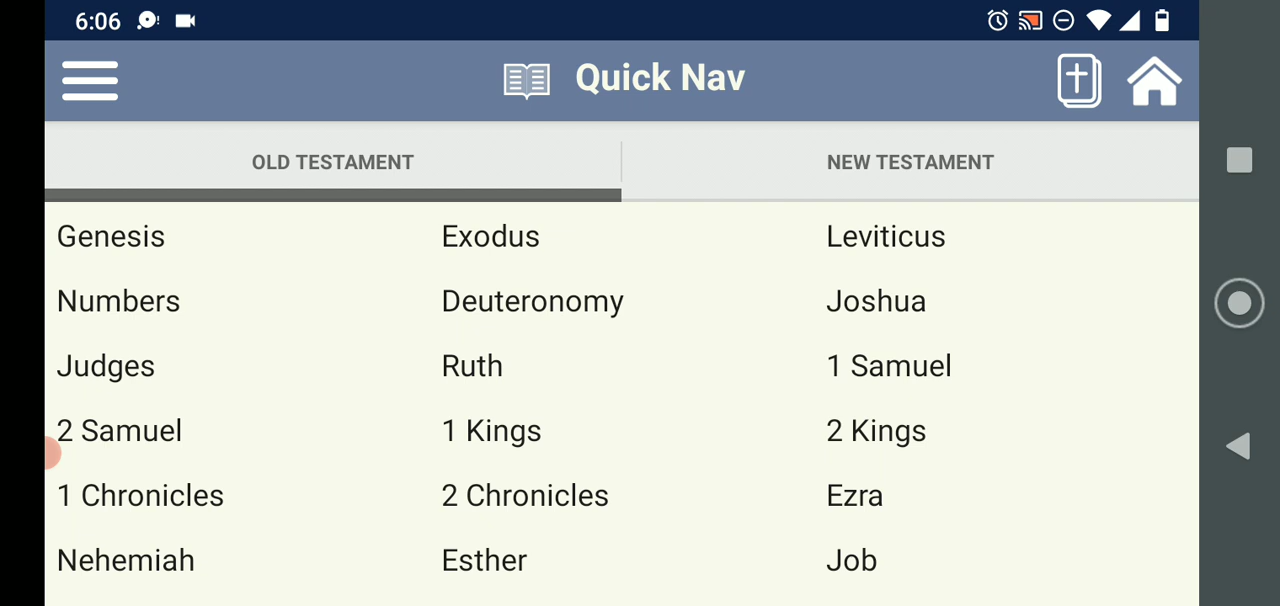 6:06
Quick Nav
OLD TESTAMENT NEW TESTAMENT
Genesis Exodus Leviticus
Numbers Deuteronomy Joshua
Judges Ruth 1 Samuel
2 Samuel 1 Kings 2 Kings
1 Chronicles 2 Chronicles Ezra
Nehemiah Esther Job